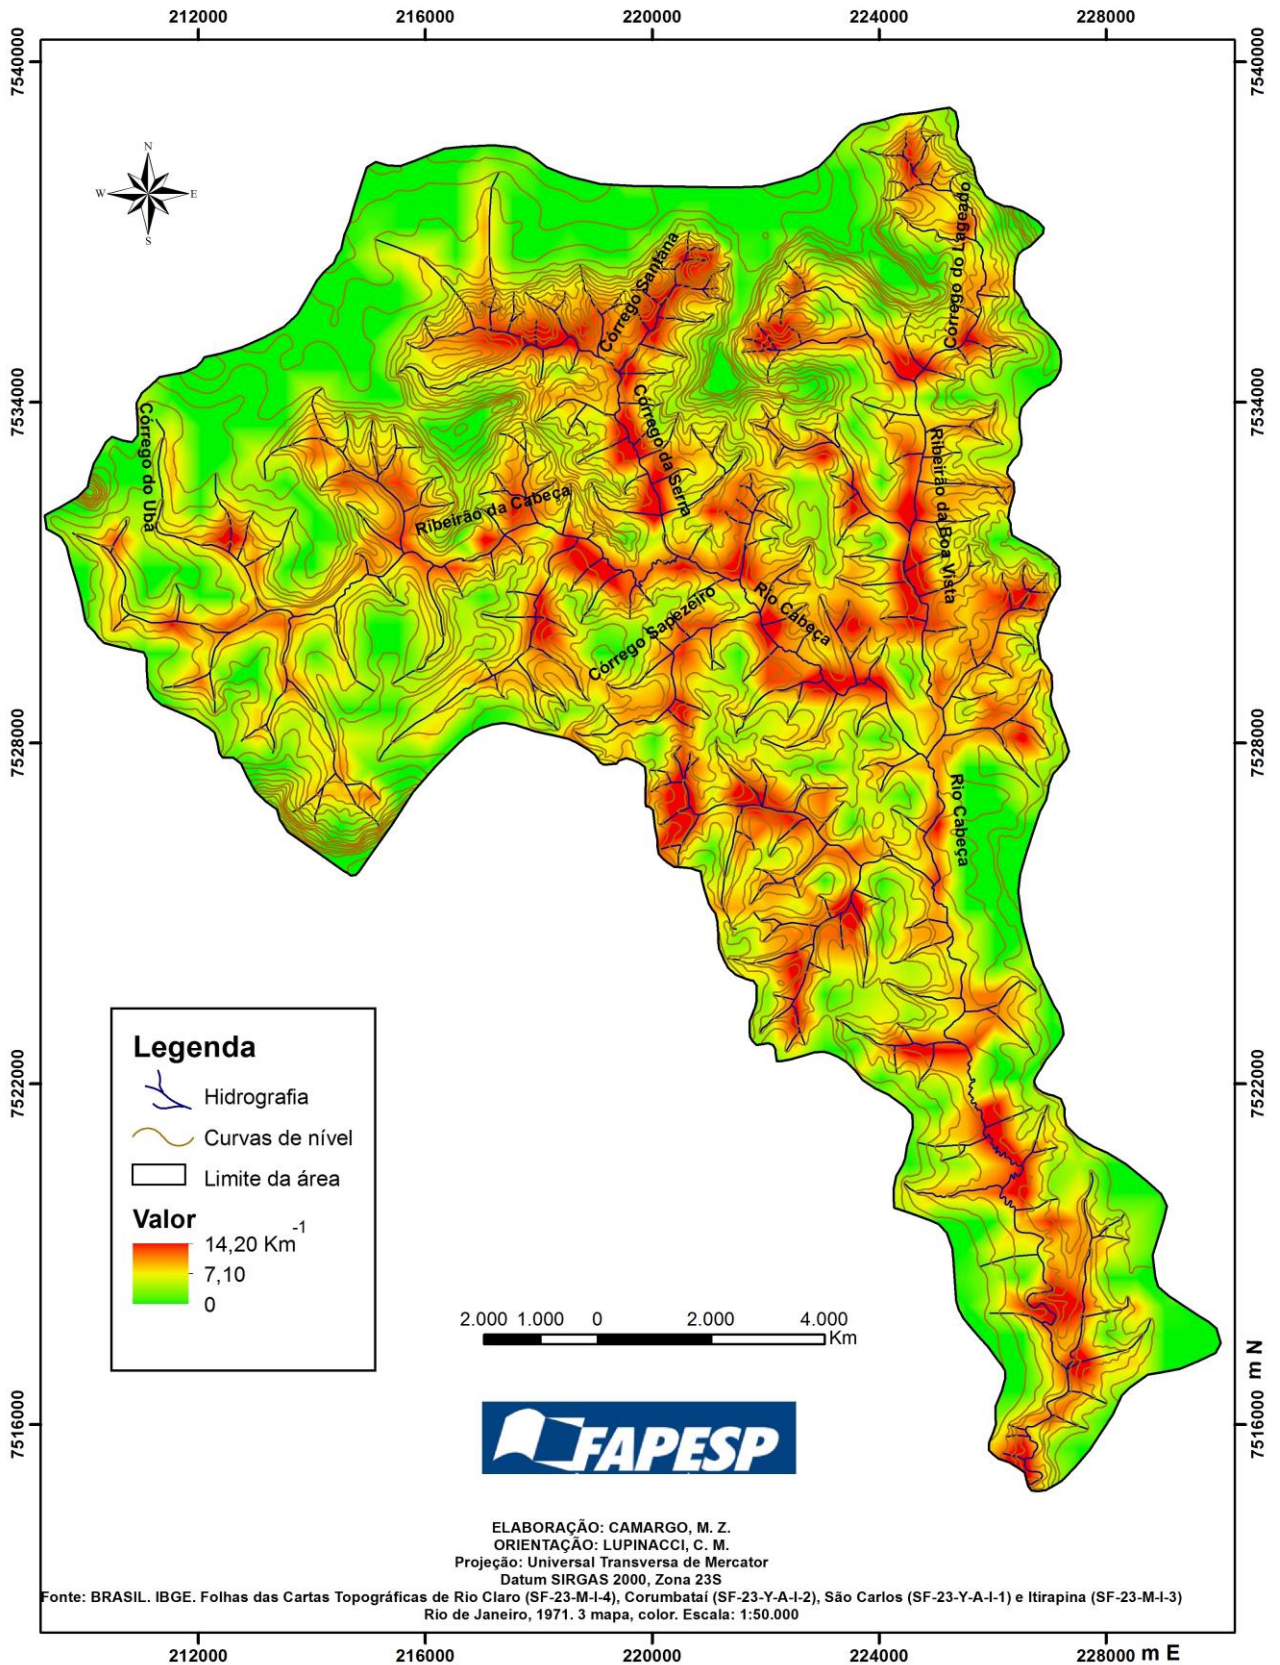 212000 216000 220000 224000 228000
7540000 7540000
N
W E
S
Córrego do Lageado
Córrego Santana
7534000 7534000
Córrego do Ubá
Córrego da Serra
Ribeirão da Cabeça
Ribeirão da Boa Vista
Rio Cabeça
Córrego Sapezeiro
7528000 7528000
Rio Cabeça
Legenda
Hidrografia
Curvas de nível
Limite da área
Valor
14,20 Km-1
7,10
0
7522000 7522000
2.000 1.000 0 2.000 4.000
Km
m N
7516000 7516000
FAPESP
ELABORAÇÃO: CAMARGO, M. Z.
ORIENTAÇÃO: LUPINACCI, C. M.
Projeção: Universal Transversa de Mercator
Datum SIRGAS 2000, Zona 23S
Fonte: BRASIL. IBGE. Folhas das Cartas Topográficas de Rio Claro (SF-23-M-I-4), Corumbataí (SF-23-Y-A-I-2), São Carlos (SF-23-Y-A-I-1) e Itirapina (SF-23-M-I-3)
Rio de Janeiro, 1971. 3 mapa, color. Escala: 1:50.000
212000 216000 220000 224000 228000 m E